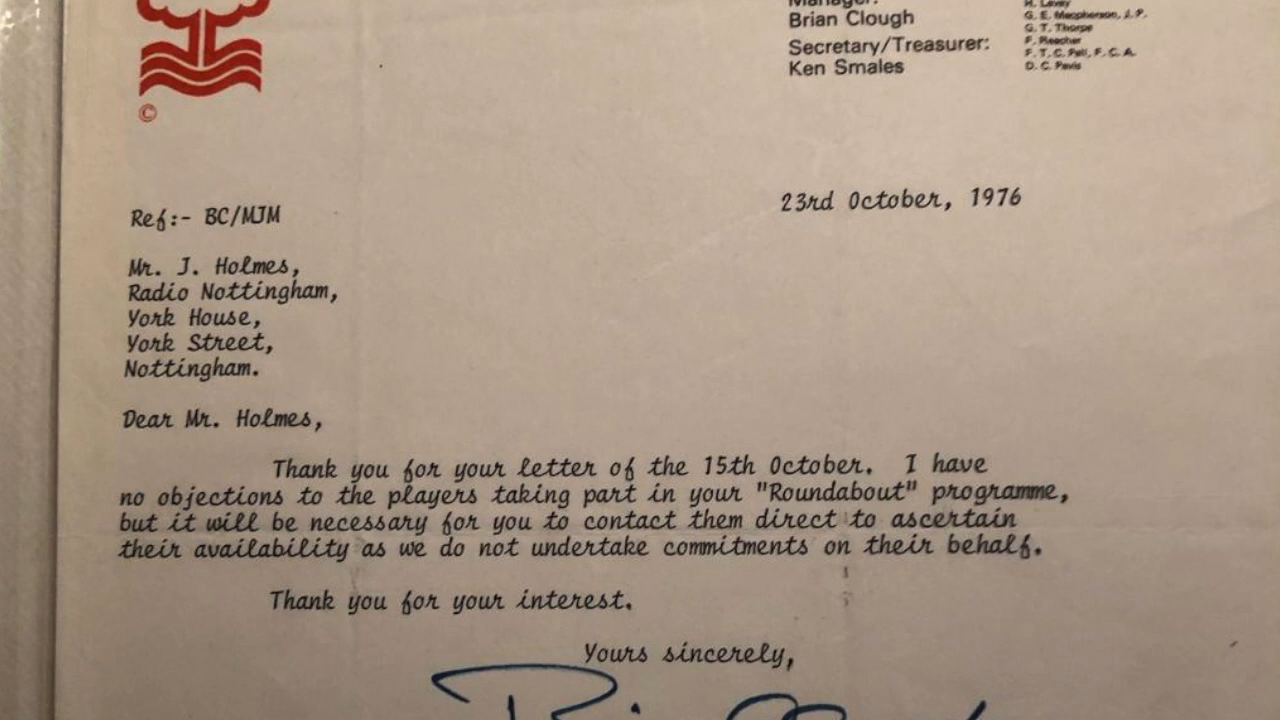 Manager:
Brian Clough
Secretary/Treasurer:
Ken Smales
H. Levey
G. E. Macpherson, J.P.
G. T. Thorpe
F. Reacher
F. T. C. Pell, F. C. A.
D. C. Pavis
©
23rd October, 1976
Ref:- BC/MJM
Mr. J. Holmes,
Radio Nottingham,
York House,
York Street,
Nottingham.
Dear Mr. Holmes,
Thank you for your letter of the 15th October. I have
no objections to the players taking part in your "Roundabout" programme,
but it will be necessary for you to contact them direct to ascertain
their availability as we do not undertake commitments on their behalf.
Thank you for your interest.
Yours sincerely,